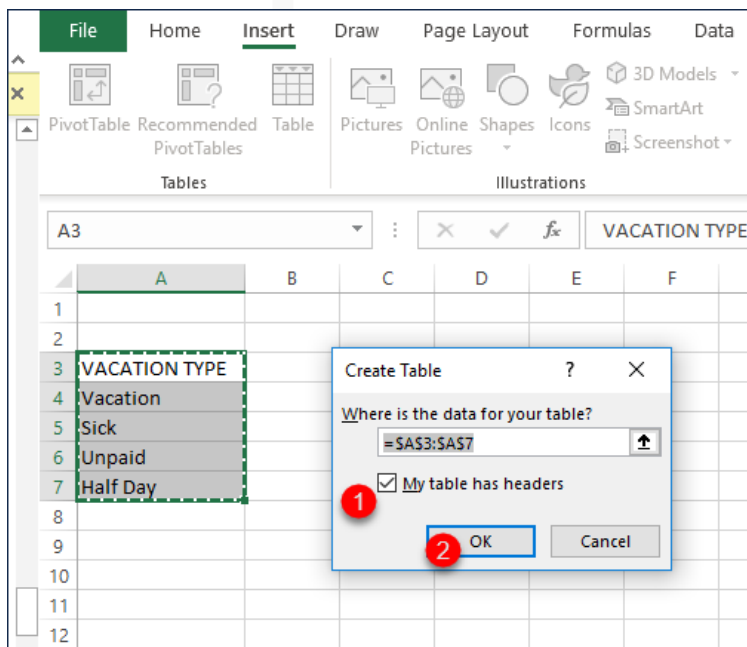 File Home Insert Draw Page Layout Formulas Data
PivotTable Recommended PivotTables Table Pictures Online Pictures Shapes Icons
3D Models
SmartArt
Screenshot
Tables Illustrations
A3 fx VACATION TYPE
A B C D E F
1
2
3 VACATION TYPE
4 Vacation
5 Sick
6 Unpaid
7 Half Day
8
9
10
11
12
Create Table ?
Where is the data for your table?
=$A$3:$A$7
1 My table has headers
2 OK Cancel